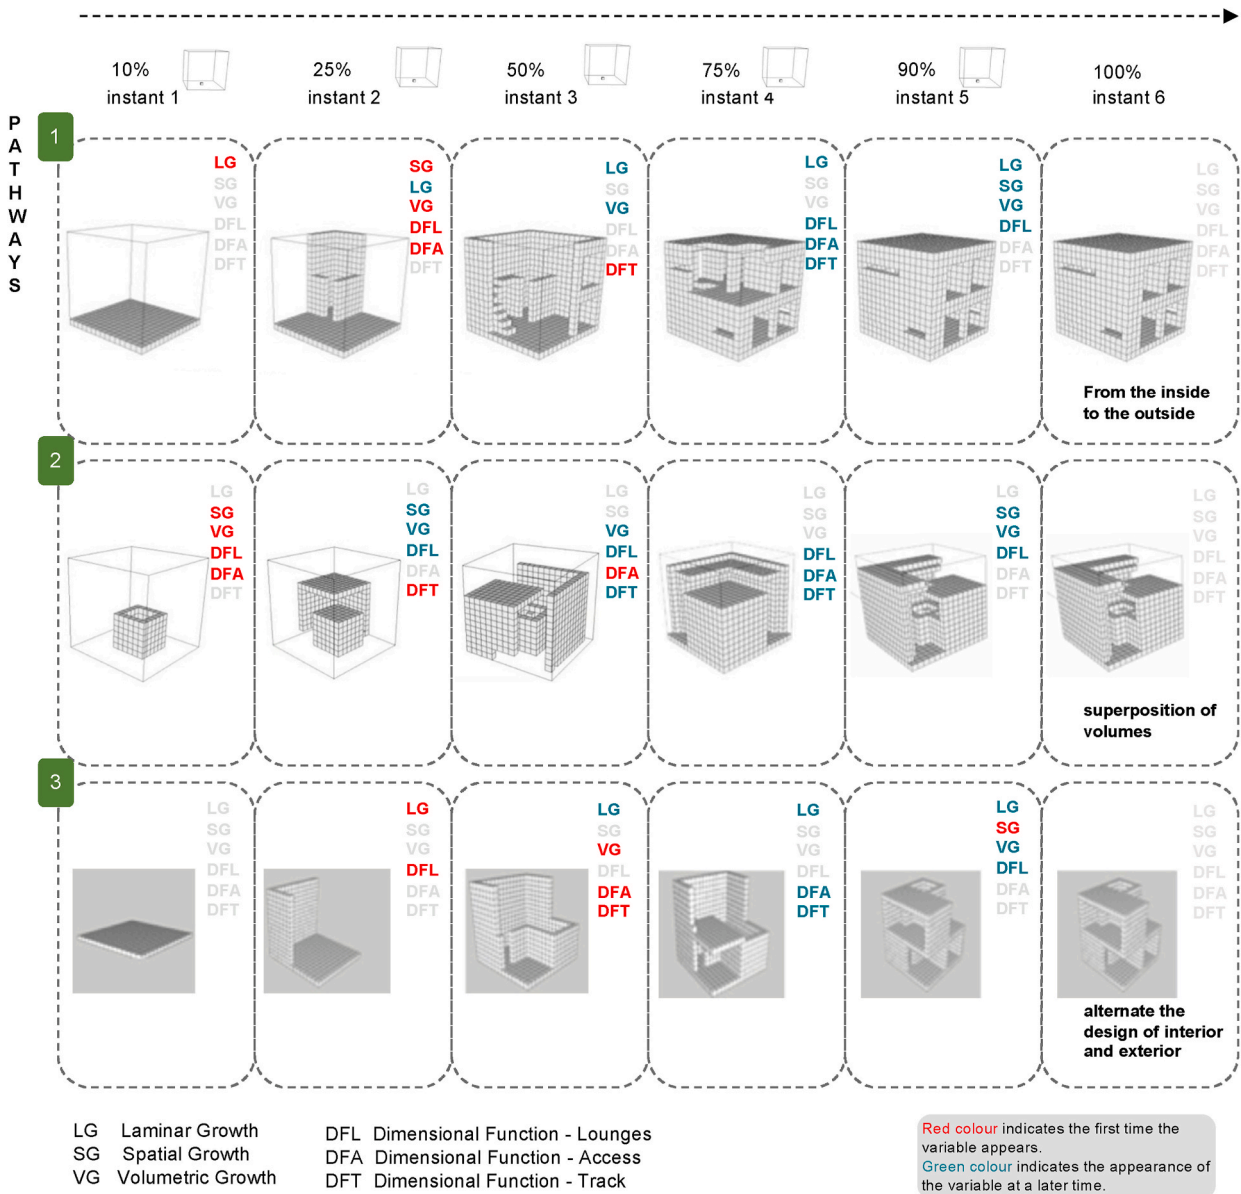 10%
instant 1
25%
instant 2
50%
instant 3
75%
instant 4
90%
instant 5
100%
instant 6
PATHWAYS
1
LG
SG
VG
DFL
DFA
DFT
SG
LG
VG
DFL
DFA
DFT
LG
SG
VG
DFL
DFA
DFT
LG
SG
VG
DFL
DFA
DFT
LG
SG
VG
DFL
DFA
DFT
LG
SG
VG
DFL
DFA
DFT
From the inside
to the outside
2
LG
SG
VG
DFL
DFA
DFT
LG
SG
VG
DFL
DFA
DFT
LG
SG
VG
DFL
DFA
DFT
LG
SG
VG
DFL
DFA
DFT
LG
SG
VG
DFL
DFA
DFT
LG
SG
VG
DFL
DFA
DFT
superposition of
volumes
3
LG
SG
VG
DFL
DFA
DFT
LG
SG
VG
DFL
DFA
DFT
LG
SG
VG
DFL
DFA
DFT
LG
SG
VG
DFL
DFA
DFT
LG
SG
VG
DFL
DFA
DFT
LG
SG
VG
DFL
DFA
DFT
alternate the
design of interior
and exterior
LG Laminar Growth
SG Spatial Growth
VG Volumetric Growth
DFL Dimensional Function - Lounges
DFA Dimensional Function - Access
DFT Dimensional Function - Track
Red colour indicates the first time the
variable appears.
Green colour indicates the appearance of
the variable at a later time.